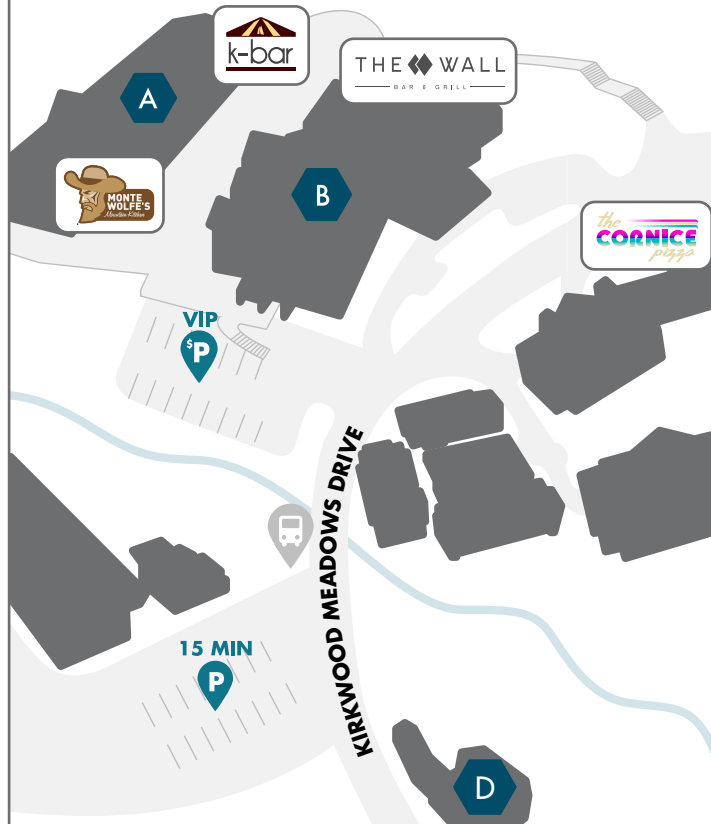 k-bar
THE WALL
BAR & GRILL
A
MONTE
WOLFE'S
Mountain Kitchen
B
the
CORNICE
pizza
VIP
$P
KIRKWOOD MEADOWS DRIVE
15 MIN
P
D